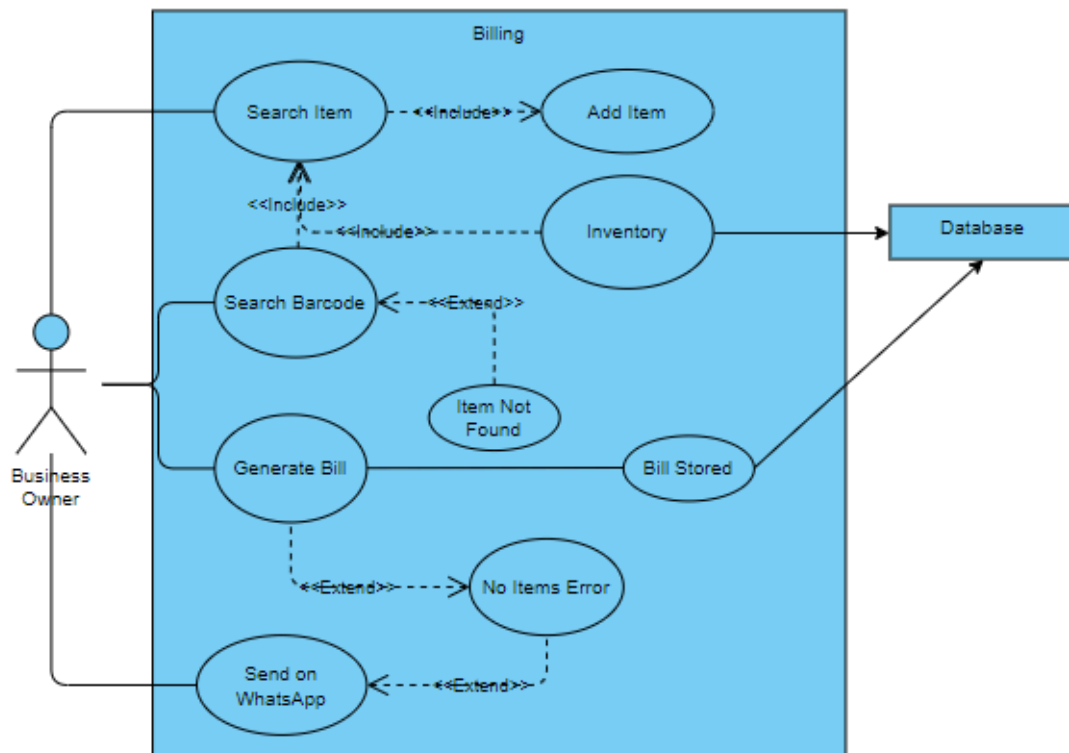 Billing
Search Item
<<Include>>
Add Item
<<Include>>
<<Include>>
Inventory
Database
Search Barcode
<<Extend>>
Item Not
Found
Business
Owner
Generate Bill
Bill Stored
<<Extend>>
No Items Error
Send on
WhatsApp
<<Extend>>